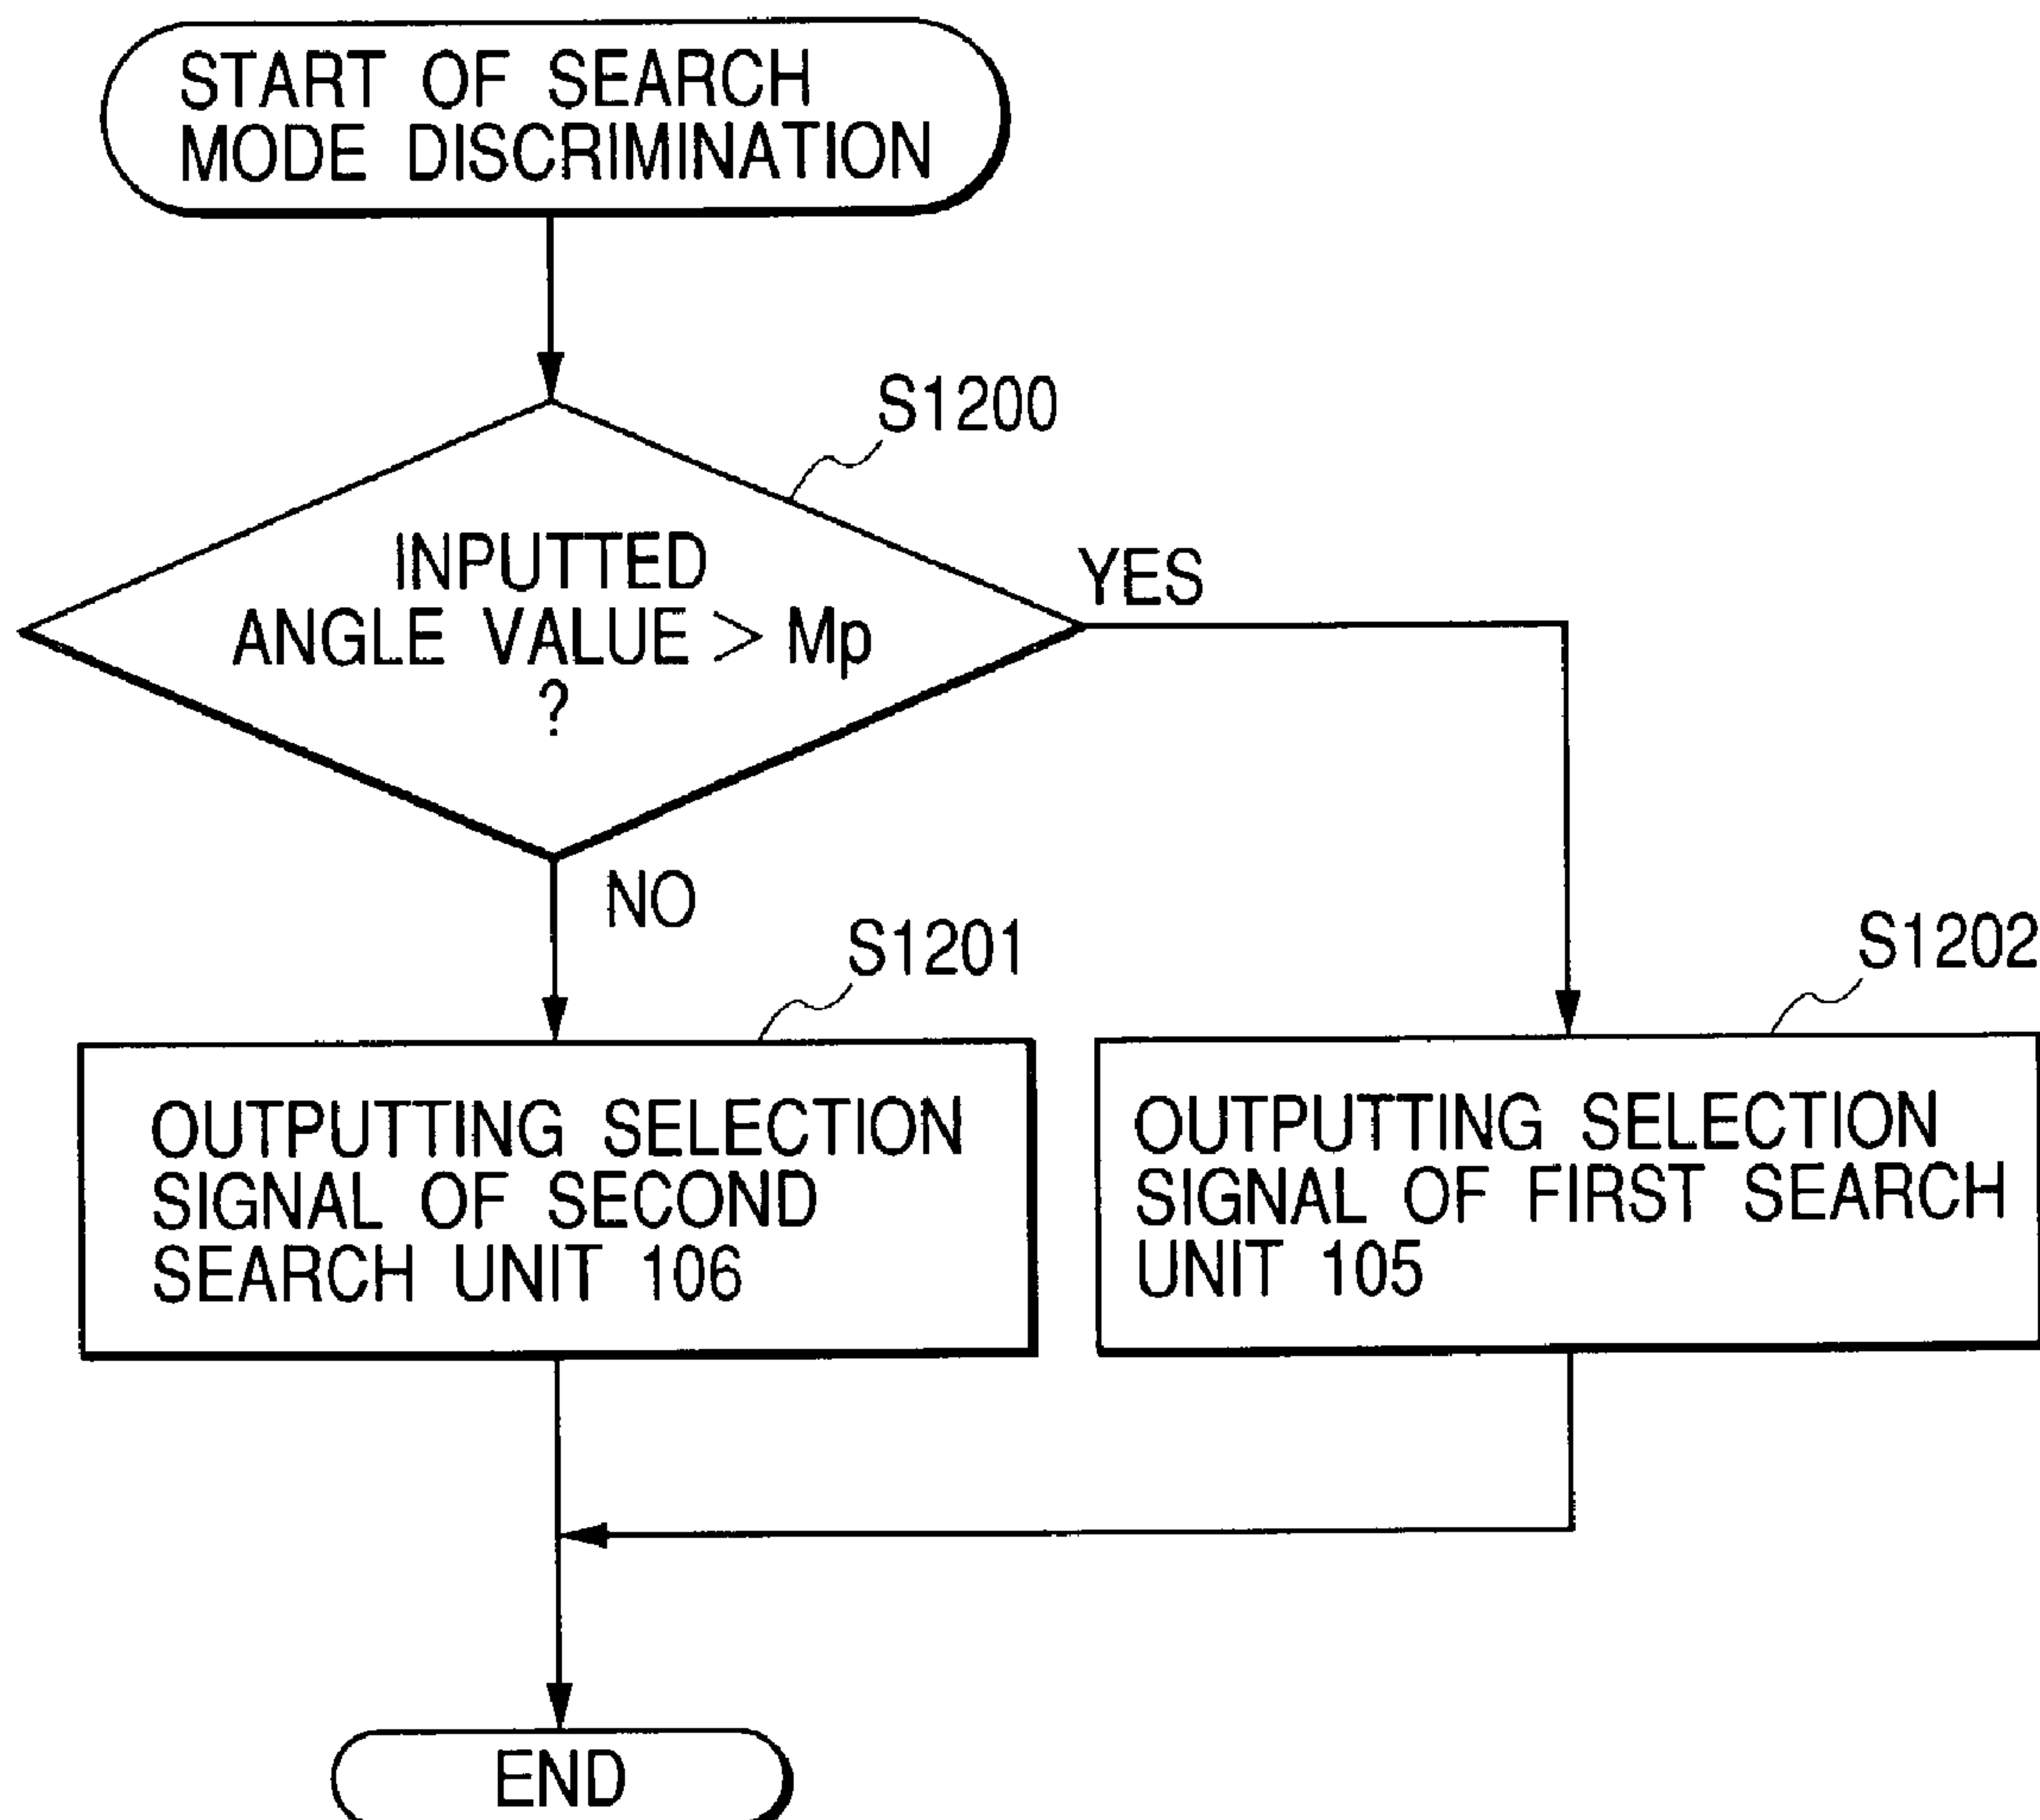 START OF SEARCH
MODE DISCRIMINATION
S1200
INPUTTED
ANGLE VALUE > Mp
?
YES
NO
S1201
S1202
OUTPUTTING SELECTION
SIGNAL OF SECOND
SEARCH UNIT 106
OUTPUTTING SELECTION
SIGNAL OF FIRST SEARCH
UNIT 105
END